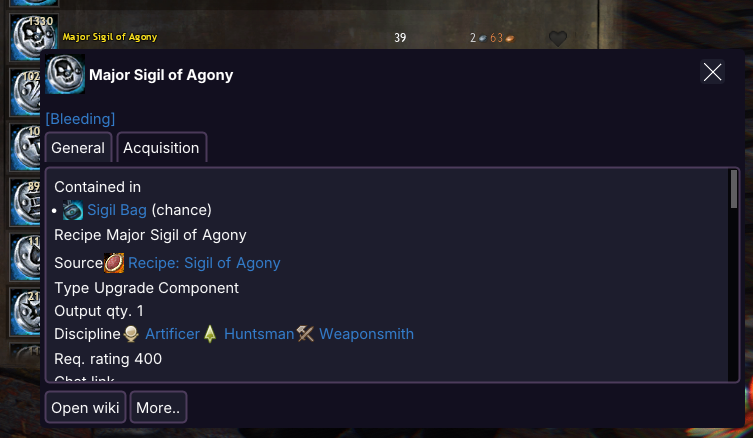 1330
Major Sigil of Agony 39 2 63
Major Sigil of Agony
[Bleeding]
General Acquisition
Contained in
• Sigil Bag (chance)
Recipe Major Sigil of Agony
Source Recipe: Sigil of Agony
Type Upgrade Component
Output qty. 1
Discipline Artificer Huntsman Weaponsmith
Req. rating 400
Chat link
Open wiki More..